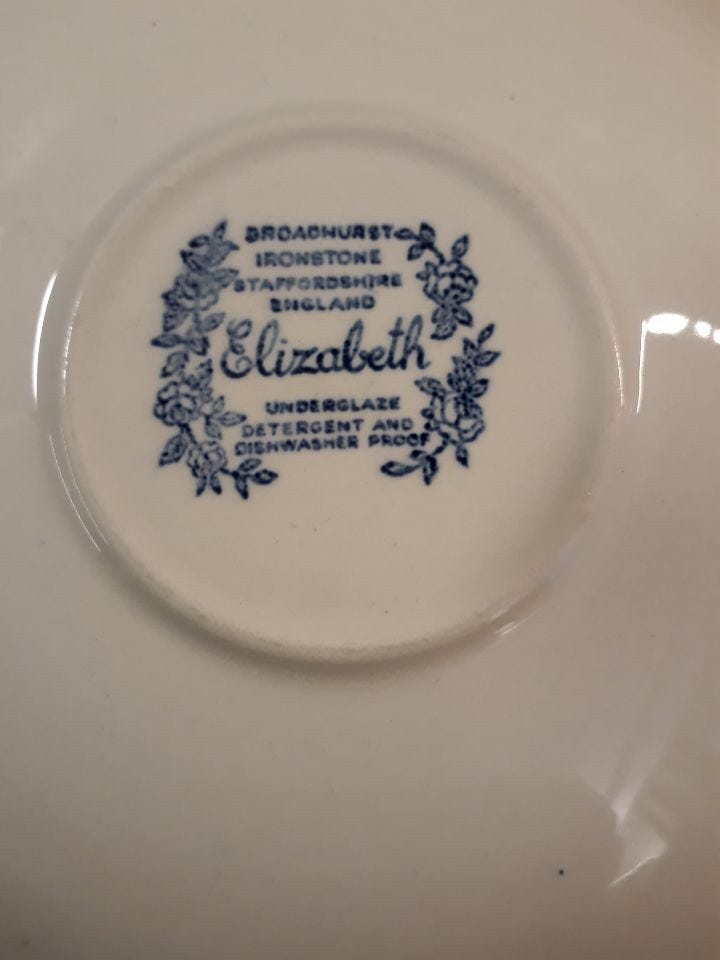 BROADHURST
IRONSTONE
STAFFORDSHIRE
ENGLAND
Elizabeth
UNDERGLAZE
DETERGENT AND
DISHWASHER PROOF